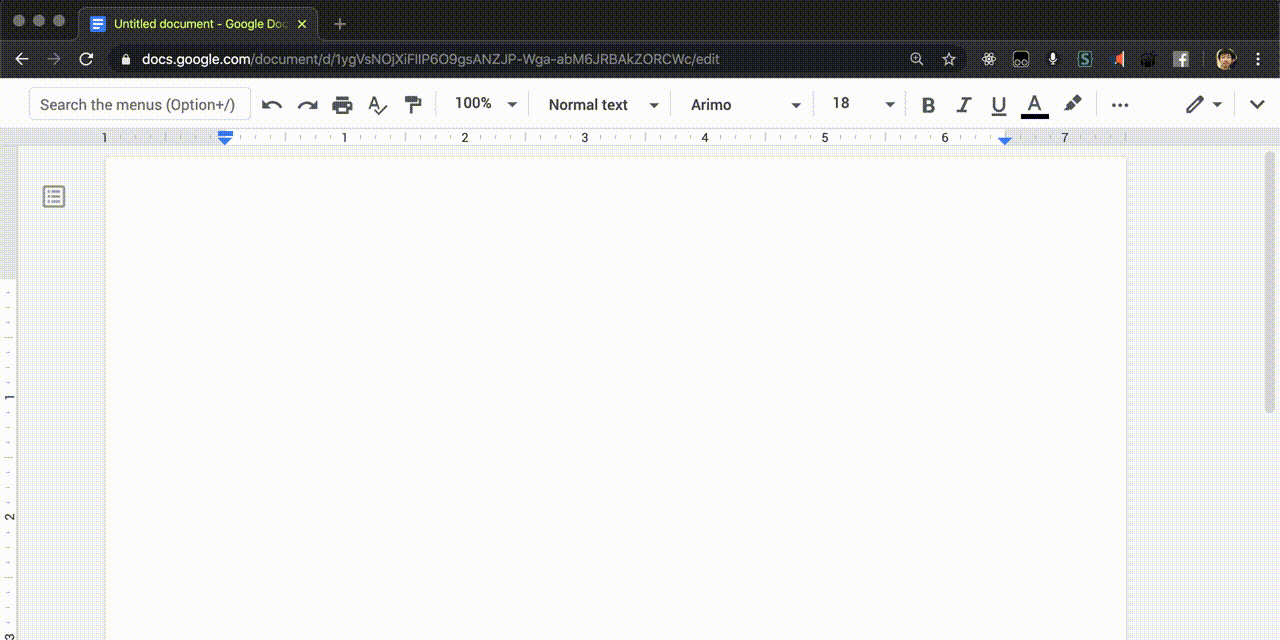 Untitled document - Google Doc
docs.google.com/document/d/1ygVsNOjXiFIlP6O9gsANZJP-Wga-abM6JRBAkZORCWc/edit
Search the menus (Option+/) 100% Normal text Arimo 18 B I U A
1 1 2 3 4 5 6 7
1
2
3